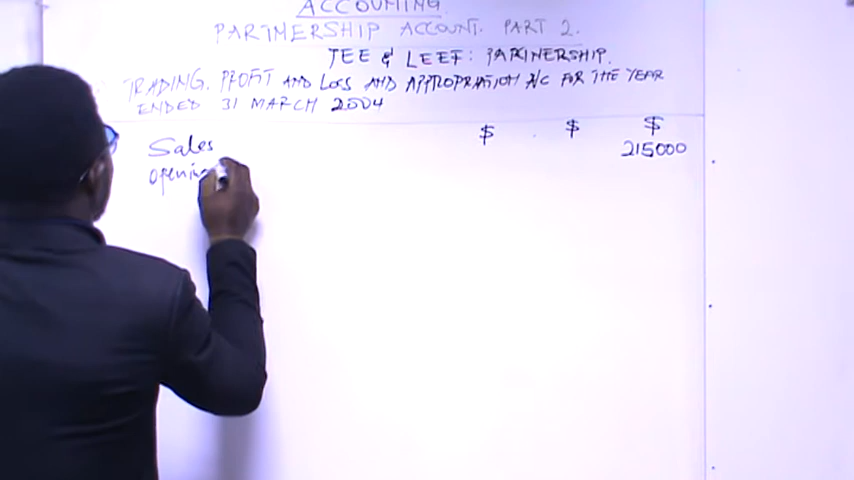 ACCOUNTING.
PARTNERSHIP ACCOUNT. PART 2.
TEE & LEEF: PARTNERSHIP.
TRADING. PROFIT AND LOSS AND APPROPRIATION A/C FOR THE YEAR
ENDED 31 MARCH 2004
$ $ $
Sales 215000
opening